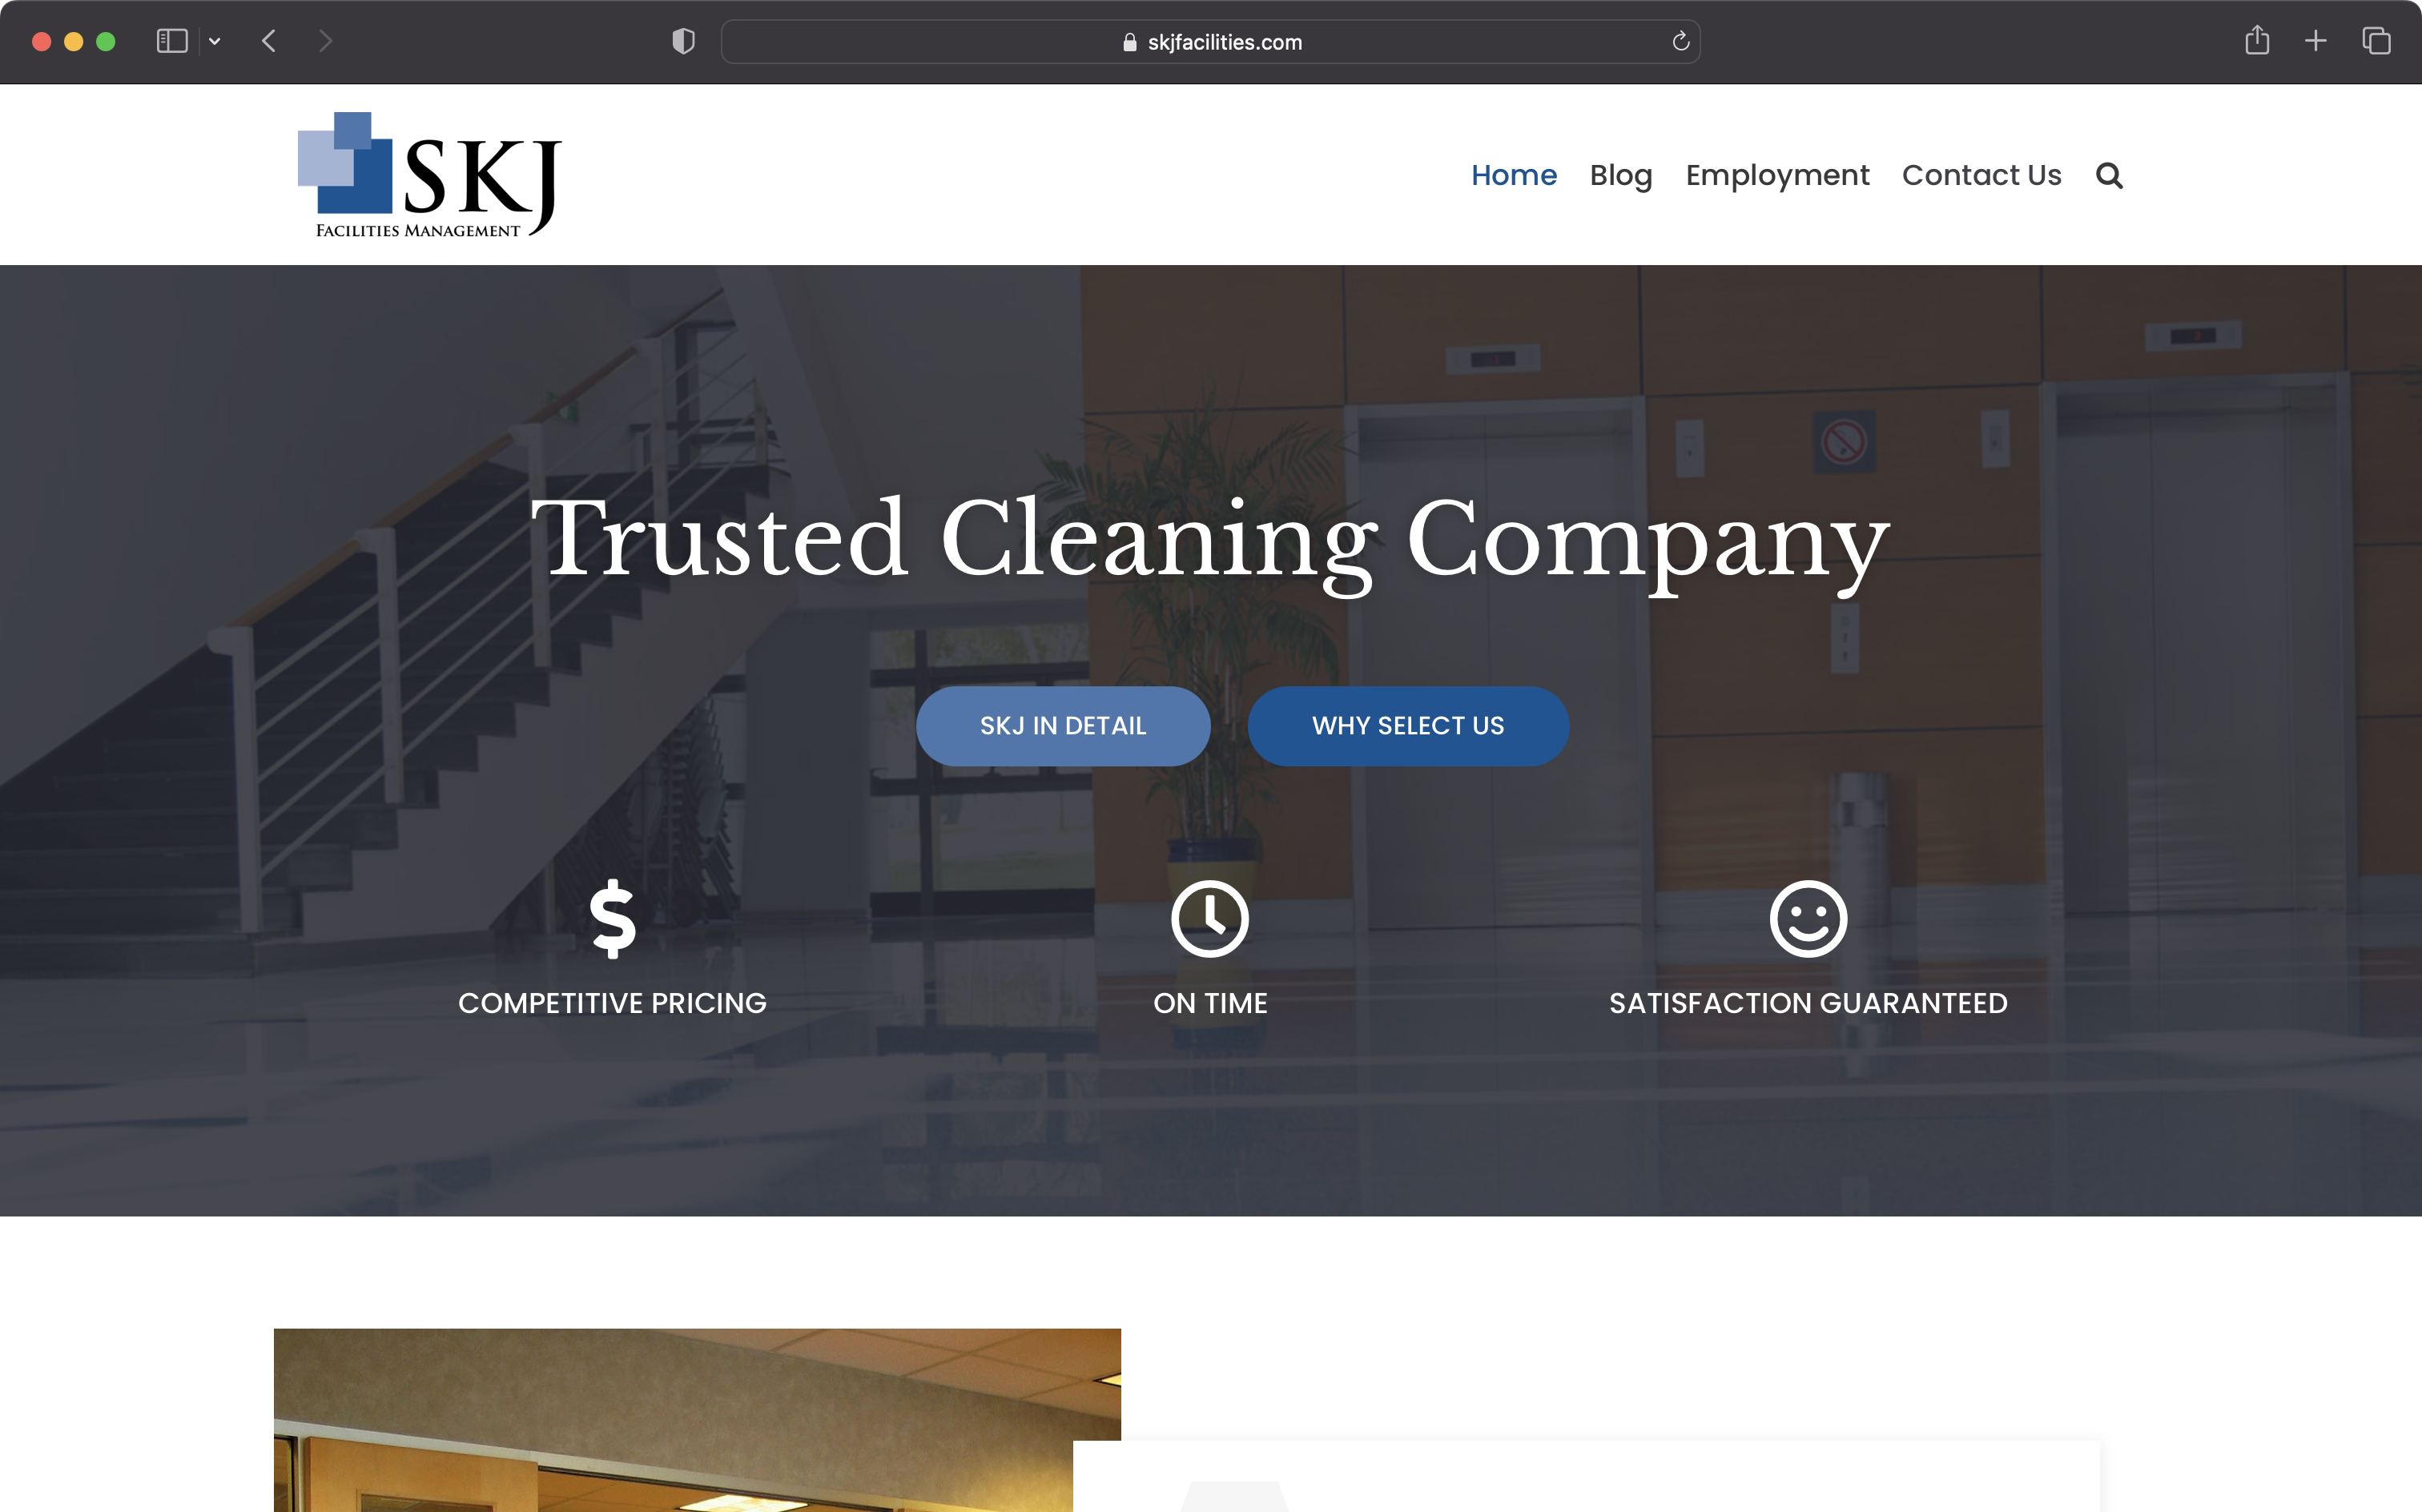 skjfacilities.com
SKJ
Facilities Management
Home Blog Employment Contact Us
Trusted Cleaning Company
SKJ IN DETAIL WHY SELECT US
COMPETITIVE PRICING ON TIME SATISFACTION GUARANTEED